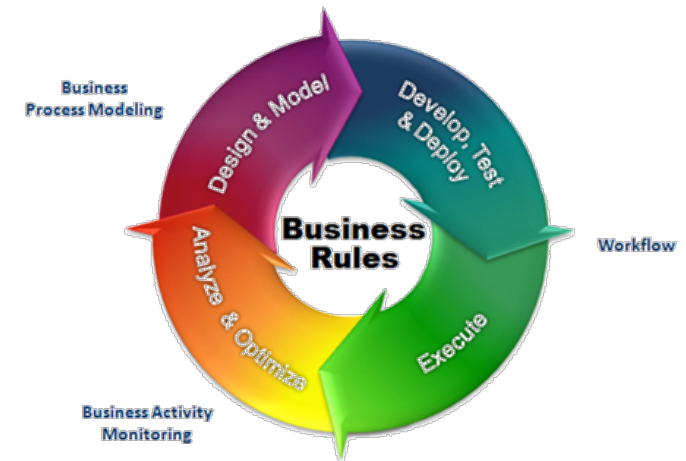 Business
Process Modeling
Design & Model
Develop, Test
& Deploy
Business
Rules
Workflow
Analyze & Optimize
Execute
Business Activity
Monitoring